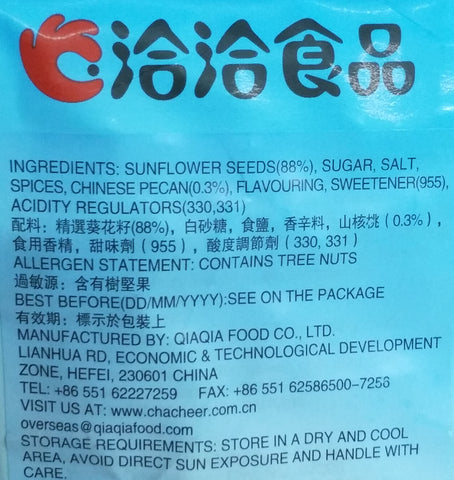 洽洽食品
INGREDIENTS: SUNFLOWER SEEDS(88%), SUGAR, SALT,
SPICES, CHINESE PECAN(0.3%), FLAVOURING, SWEETENER(955),
ACIDITY REGULATORS(330,331)
配料：精選葵花籽(88%)，白砂糖，食鹽，香辛料，山核桃（0.3%），
食用香精，甜味劑（955），酸度調節劑（330, 331）
ALLERGEN STATEMENT: CONTAINS TREE NUTS
過敏源：含有樹堅果
BEST BEFORE(DD/MM/YYYY):SEE ON THE PACKAGE
有效期：標示於包裝上
MANUFACTURED BY: QIAQIA FOOD CO., LTD.
LIANHUA RD, ECONOMIC & TECHNOLOGICAL DEVELOPMENT
ZONE, HEFEI, 230601 CHINA
TEL: +86 551 62227259 FAX: +86 551 62586500-7256
VISIT US AT: www.chacheer.com.cn
overseas@qiaqiafood.com
STORAGE REQUIREMENTS: STORE IN A DRY AND COOL
AREA, AVOID DIRECT SUN EXPOSURE AND HANDLE WITH
CARE.